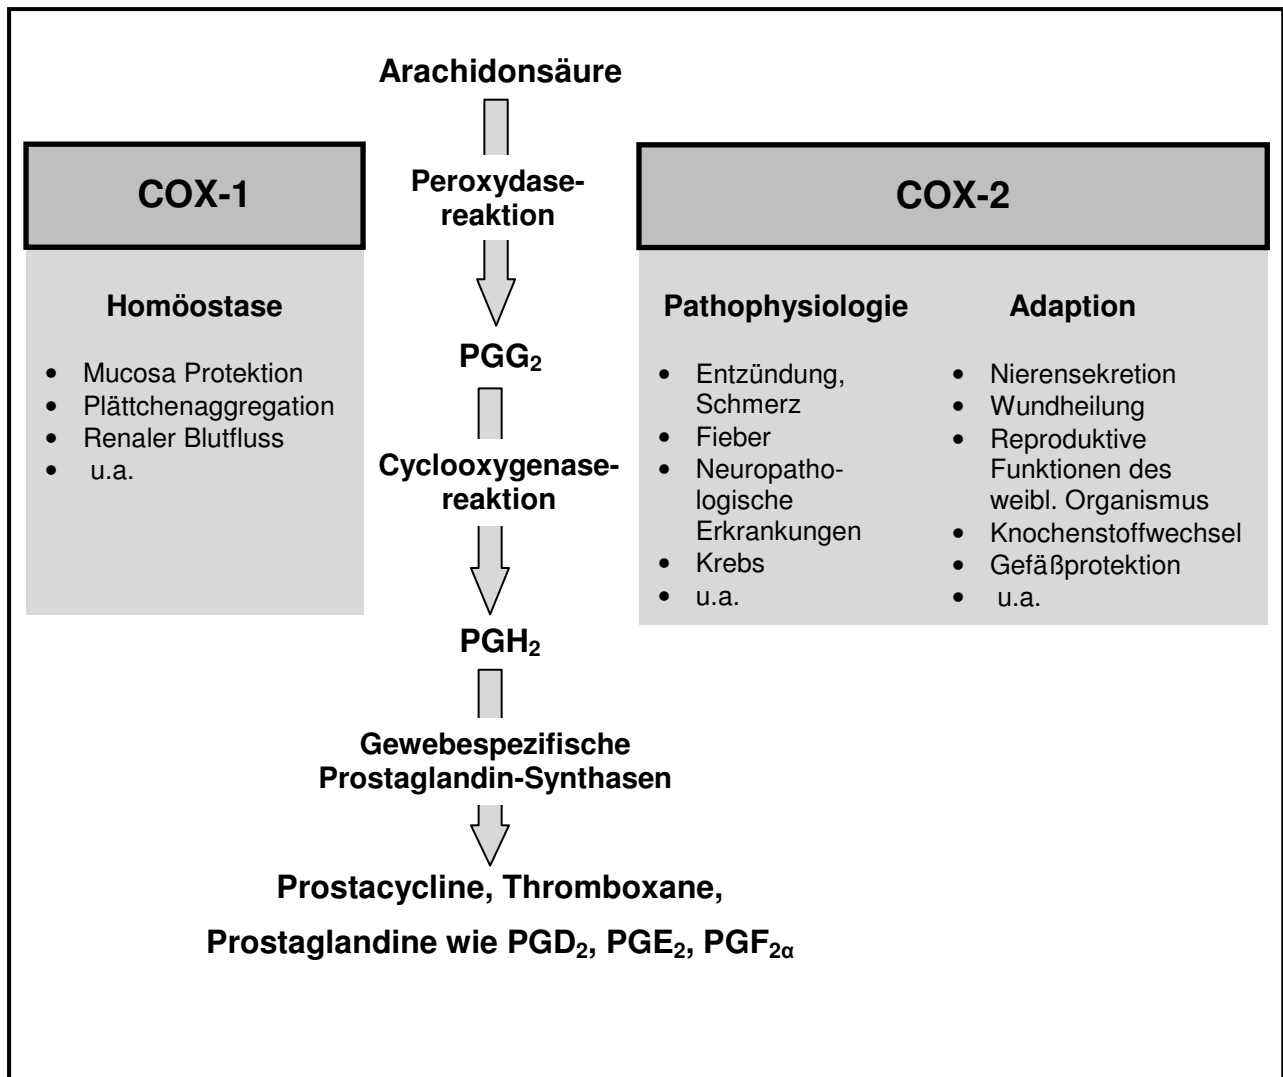 Arachidonsäure
COX-1
Peroxydase-
reaktion
COX-2
Homöostase
• Mucosa Protektion
• Plättchenaggregation
• Renaler Blutfluss
• u.a.
PGG₂
Cyclooxygenase-
reaktion
PGH₂
Pathophysiologie
• Entzündung,
Schmerz
• Fieber
• Neuropatho-
logische
Erkrankungen
• Krebs
• u.a.
Adaption
• Nierensekretion
• Wundheilung
• Reproduktive
Funktionen des
weibl. Organismus
• Knochenstoffwechsel
• Gefäßprotektion
• u.a.
Gewebespezifische
Prostaglandin-Synthasen
Prostacycline, Thromboxane,
Prostaglandine wie PGD₂, PGE₂, PGF₂α